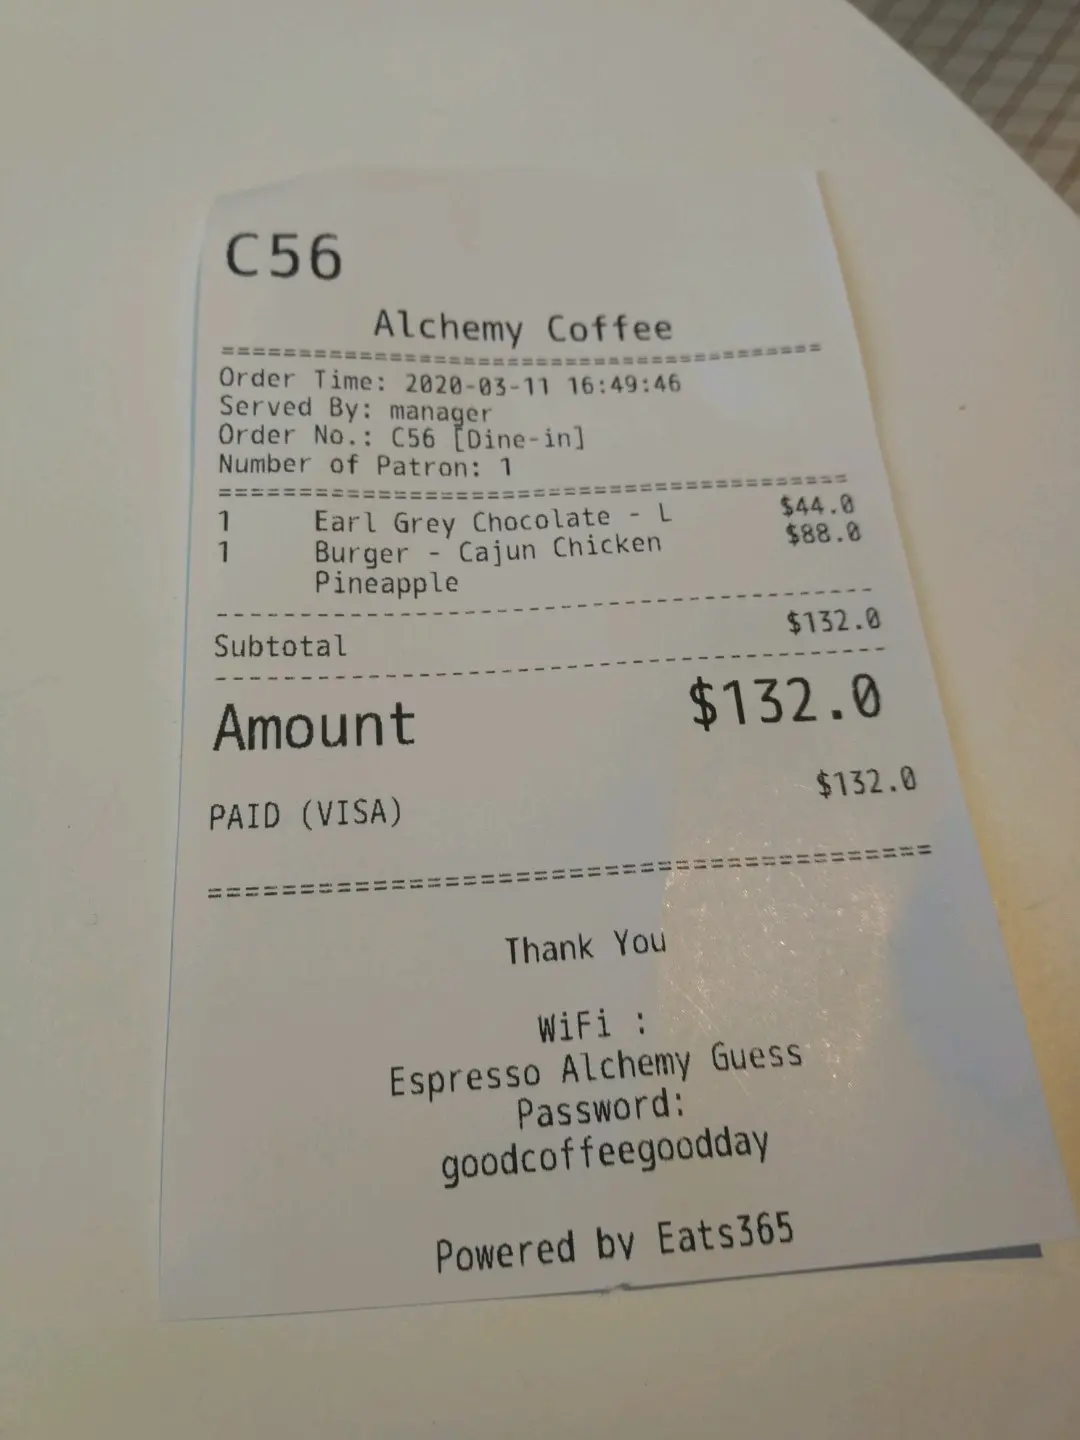 C56
Alchemy Coffee
=======================================
Order Time: 2020-03-11 16:49:46
Served By: manager
Order No.: C56 [Dine-in]
Number of Patron: 1
=======================================
1 Earl Grey Chocolate - L $44.0
1 Burger - Cajun Chicken $88.0
Pineapple
---------------------------------------
Subtotal $132.0
---------------------------------------
Amount $132.0
PAID (VISA) $132.0
=======================================
Thank You
WiFi :
Espresso Alchemy Guess
Password:
goodcoffeegoodday
Powered by Eats365